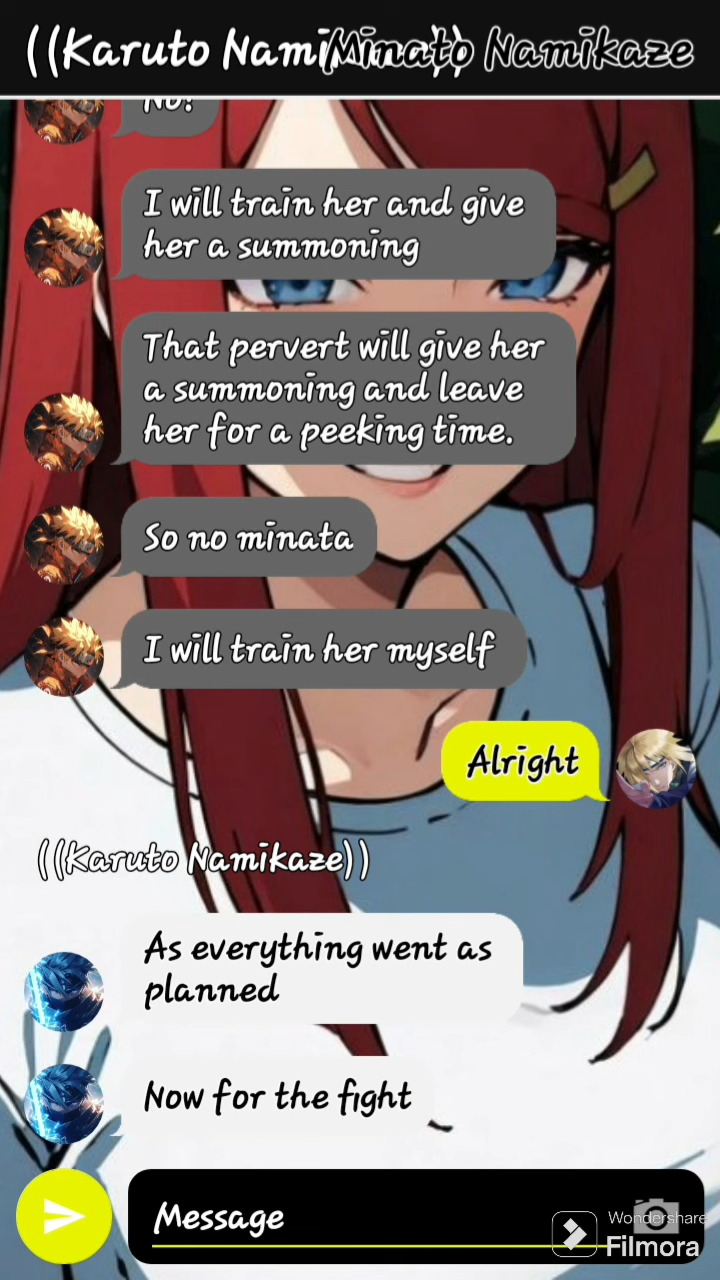 ((Karuto Nami
Minato Namikaze
No!
I will train her and give
her a summoning
That pervert will give her
a summoning and leave
her for a peeking time.
So no minata
I will train her myself
Alright
((Karuto Namikaze))
As everything went as
planned
Now for the fight
Message
Wondershare
Filmora